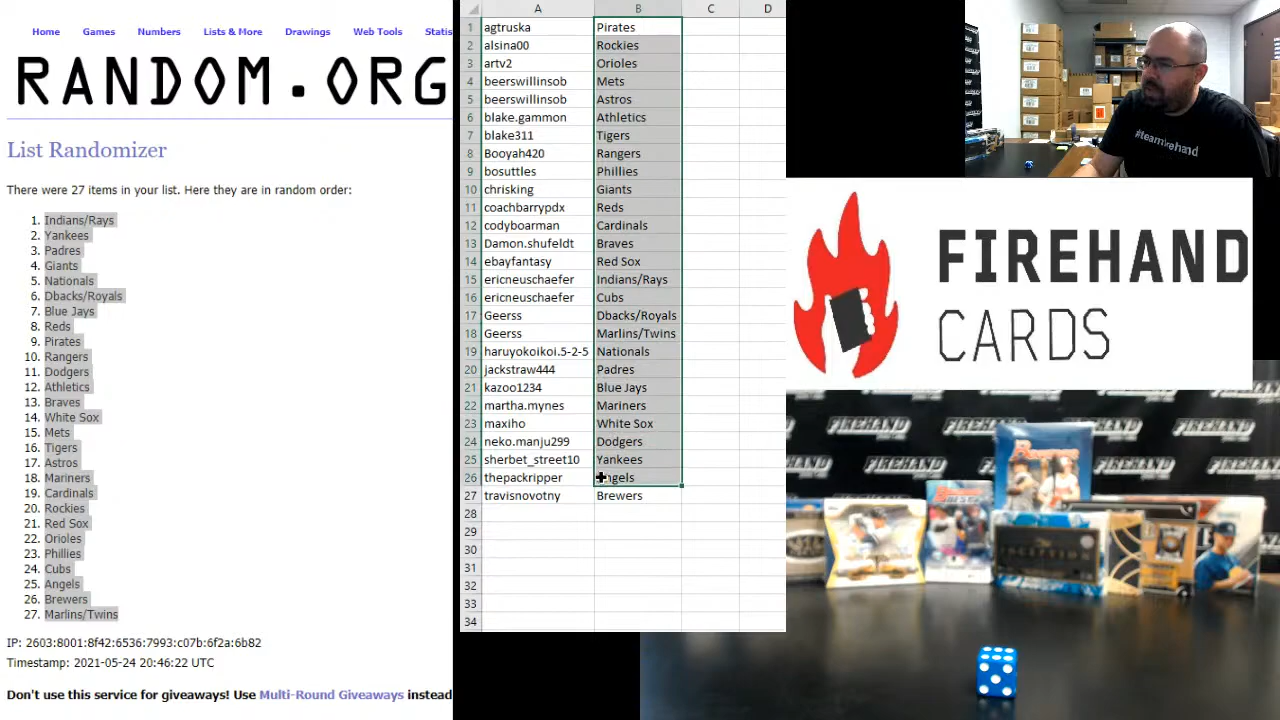 Home Games Numbers Lists & More Drawings Web Tools Statis
RANDOM.ORG
List Randomizer
There were 27 items in your list. Here they are in random order:
1. Indians/Rays
2. Yankees
3. Padres
4. Giants
5. Nationals
6. Dbacks/Royals
7. Blue Jays
8. Reds
9. Pirates
10. Rangers
11. Dodgers
12. Athletics
13. Braves
14. White Sox
15. Mets
16. Tigers
17. Astros
18. Mariners
19. Cardinals
20. Rockies
21. Red Sox
22. Orioles
23. Phillies
24. Cubs
25. Angels
26. Brewers
27. Marlins/Twins
IP: 2603:8001:8f42:6536:7993:c07b:6f2a:6b82
Timestamp: 2021-05-24 20:46:22 UTC
Don't use this service for giveaways! Use Multi-Round Giveaways instead
A B C D
1 agtruska Pirates
2 alsina00 Rockies
3 artv2 Orioles
4 beerswillinsob Mets
5 beerswillinsob Astros
6 blake.gammon Athletics
7 blake311 Tigers
8 Booyah420 Rangers
9 bosuttles Phillies
10 chrisking Giants
11 coachbarrypdx Reds
12 codyboarman Cardinals
13 Damon.shufeldt Braves
14 ebayfantasy Red Sox
15 ericneuschaefer Indians/Rays
16 ericneuschaefer Cubs
17 Geerss Dbacks/Royals
18 Geerss Marlins/Twins
19 haruyokoikoi.5-2-5 Nationals
20 jackstraw444 Padres
21 kazoo1234 Blue Jays
22 martha.mynes Mariners
23 maxiho White Sox
24 neko.manju299 Dodgers
25 sherbet_street10 Yankees
26 thepackripper Angels
27 travisnovotny Brewers
28
29
30
31
32
33
34
#teamfirehand
FIREHAND
CARDS
FIREHAND
INCEPTION